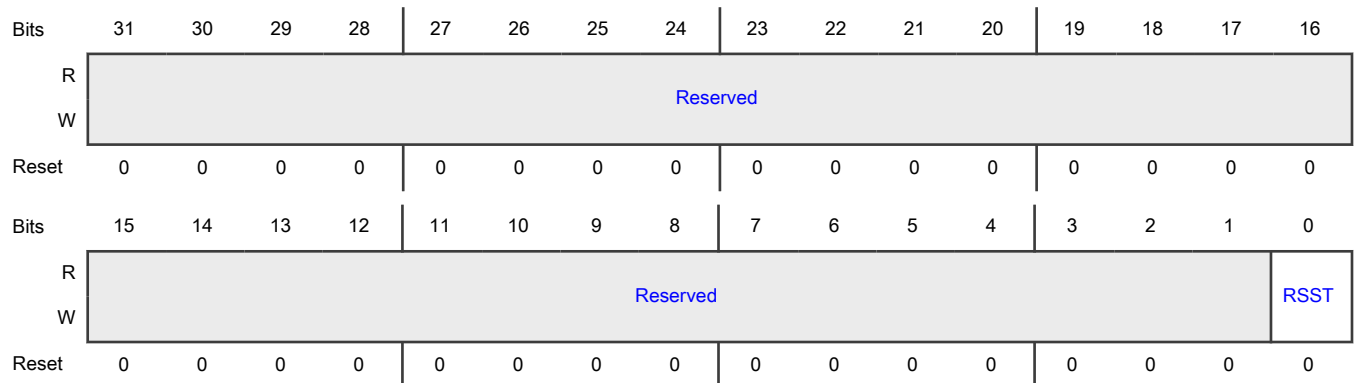 Bits 31 30 29 28 27 26 25 24 23 22 21 20 19 18 17 16
R
Reserved
W
Reset 0 0 0 0 0 0 0 0 0 0 0 0 0 0 0 0
Bits 15 14 13 12 11 10 9 8 7 6 5 4 3 2 1 0
R
Reserved RSST
W
Reset 0 0 0 0 0 0 0 0 0 0 0 0 0 0 0 0